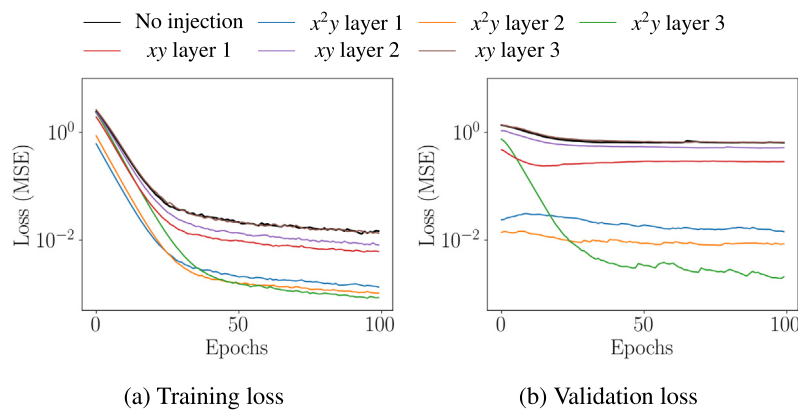 No injection x²y layer 1 x²y layer 2 x²y layer 3
xy layer 1 xy layer 2 xy layer 3
Loss (MSE)
10⁰
10⁻²
0 50 100
Epochs
(a) Training loss
Loss (MSE)
10⁰
10⁻²
0 50 100
Epochs
(b) Validation loss